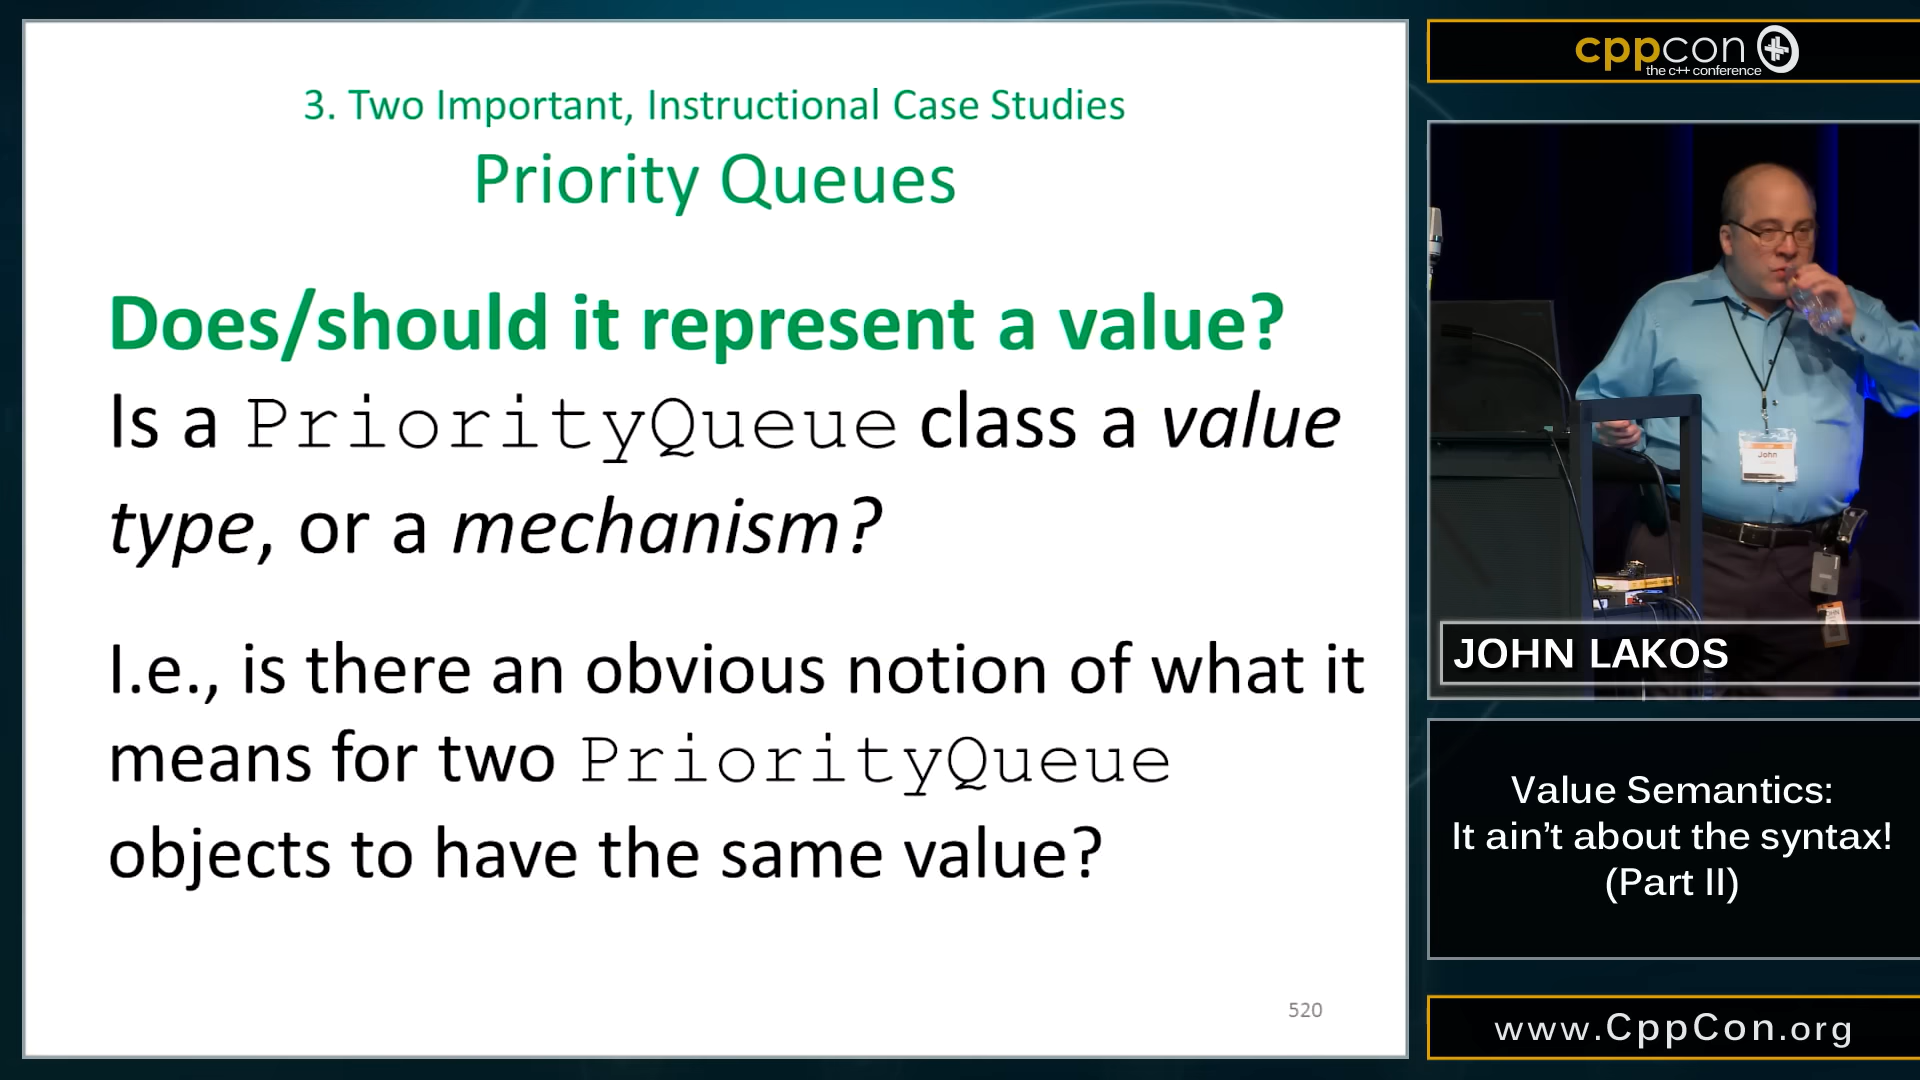 3. Two Important, Instructional Case Studies
Priority Queues
Does/should it represent a value?
Is a PriorityQueue class a value
type, or a mechanism?
I.e., is there an obvious notion of what it
means for two PriorityQueue
objects to have the same value?
520
cppcon
the c++ conference
John
JOHN LAKOS
Value Semantics:
It ain’t about the syntax!
(Part II)
www.CppCon.org